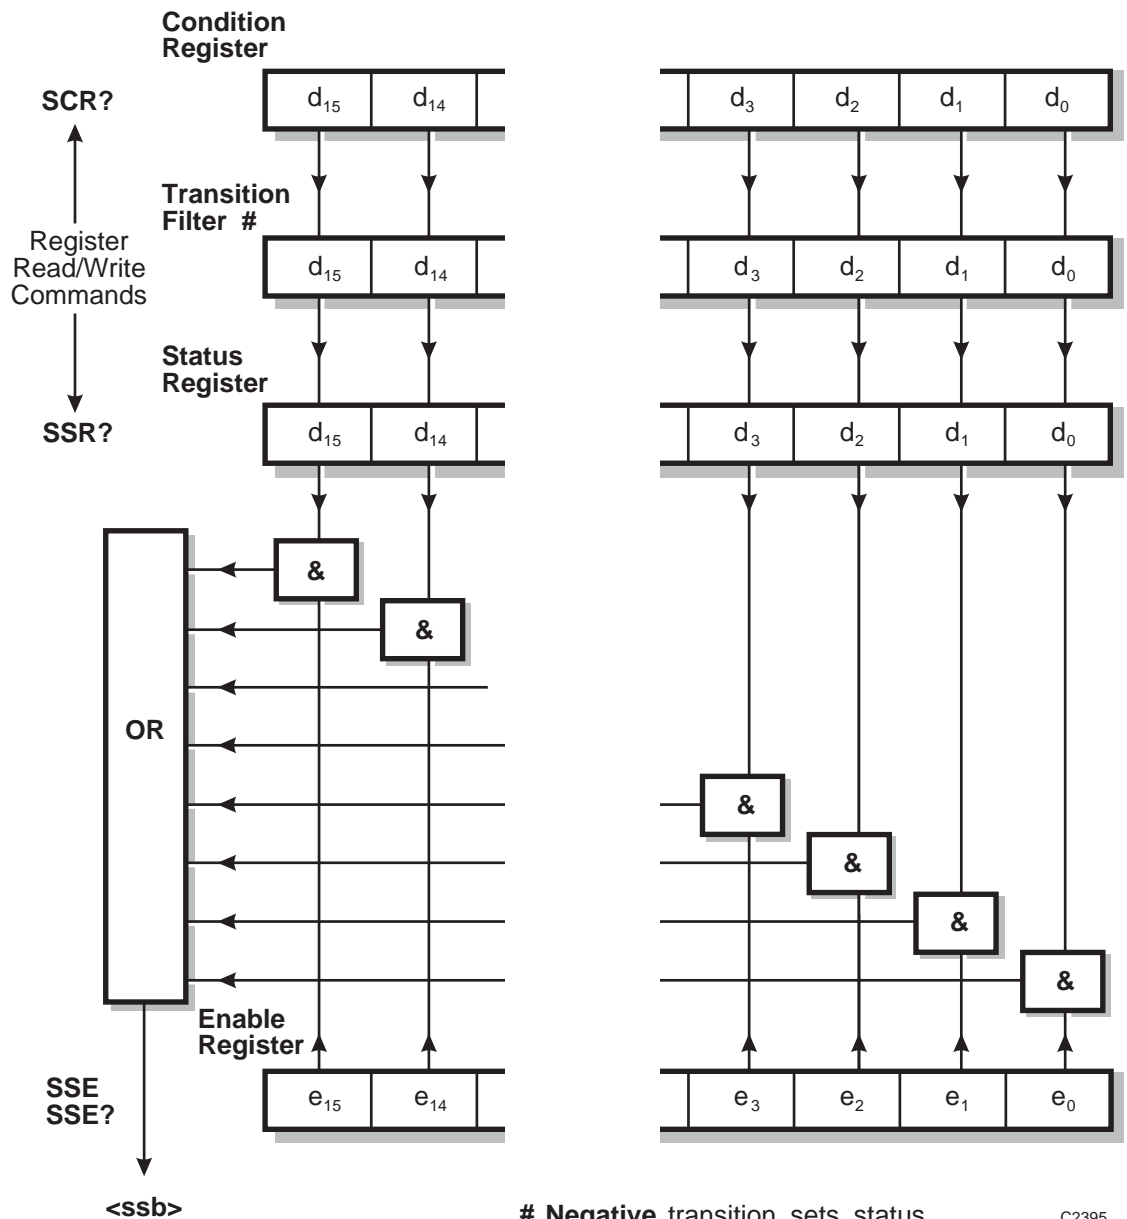 Condition
Register
SCR?
d15 d14 d3 d2 d1 d0
Transition
Filter #
Register
Read/Write
Commands
d15 d14 d3 d2 d1 d0
Status
Register
SSR?
d15 d14 d3 d2 d1 d0
&
&
OR
&
&
&
&
Enable
Register
SSE
SSE?
e15 e14 e3 e2 e1 e0
<ssb>
# Negative transition sets status
C2395